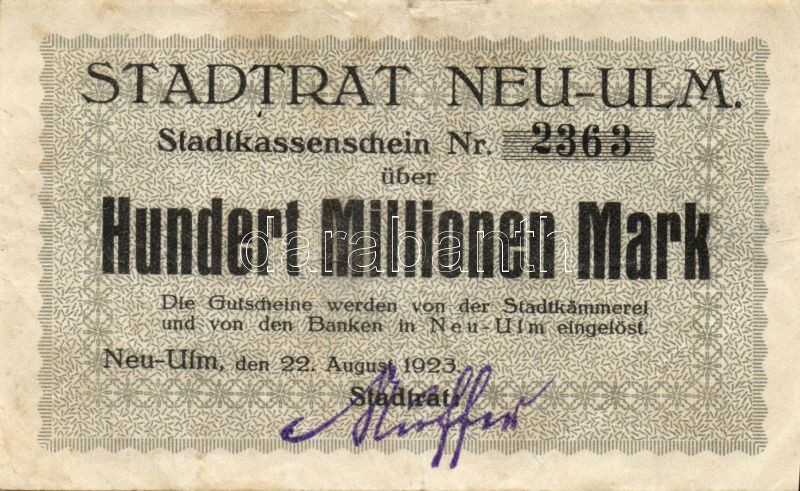 STADTRAT NEU-ULM.
Stadtkassenschein Nr. 2363
über
Hundert Millionen Mark
darabanth
Die Gutscheine werden von der Stadtkämmerei
und von den Banken in Neu-Ulm eingelöst.
Neu-Ulm, den 22. August 1923.
Stadtrat: